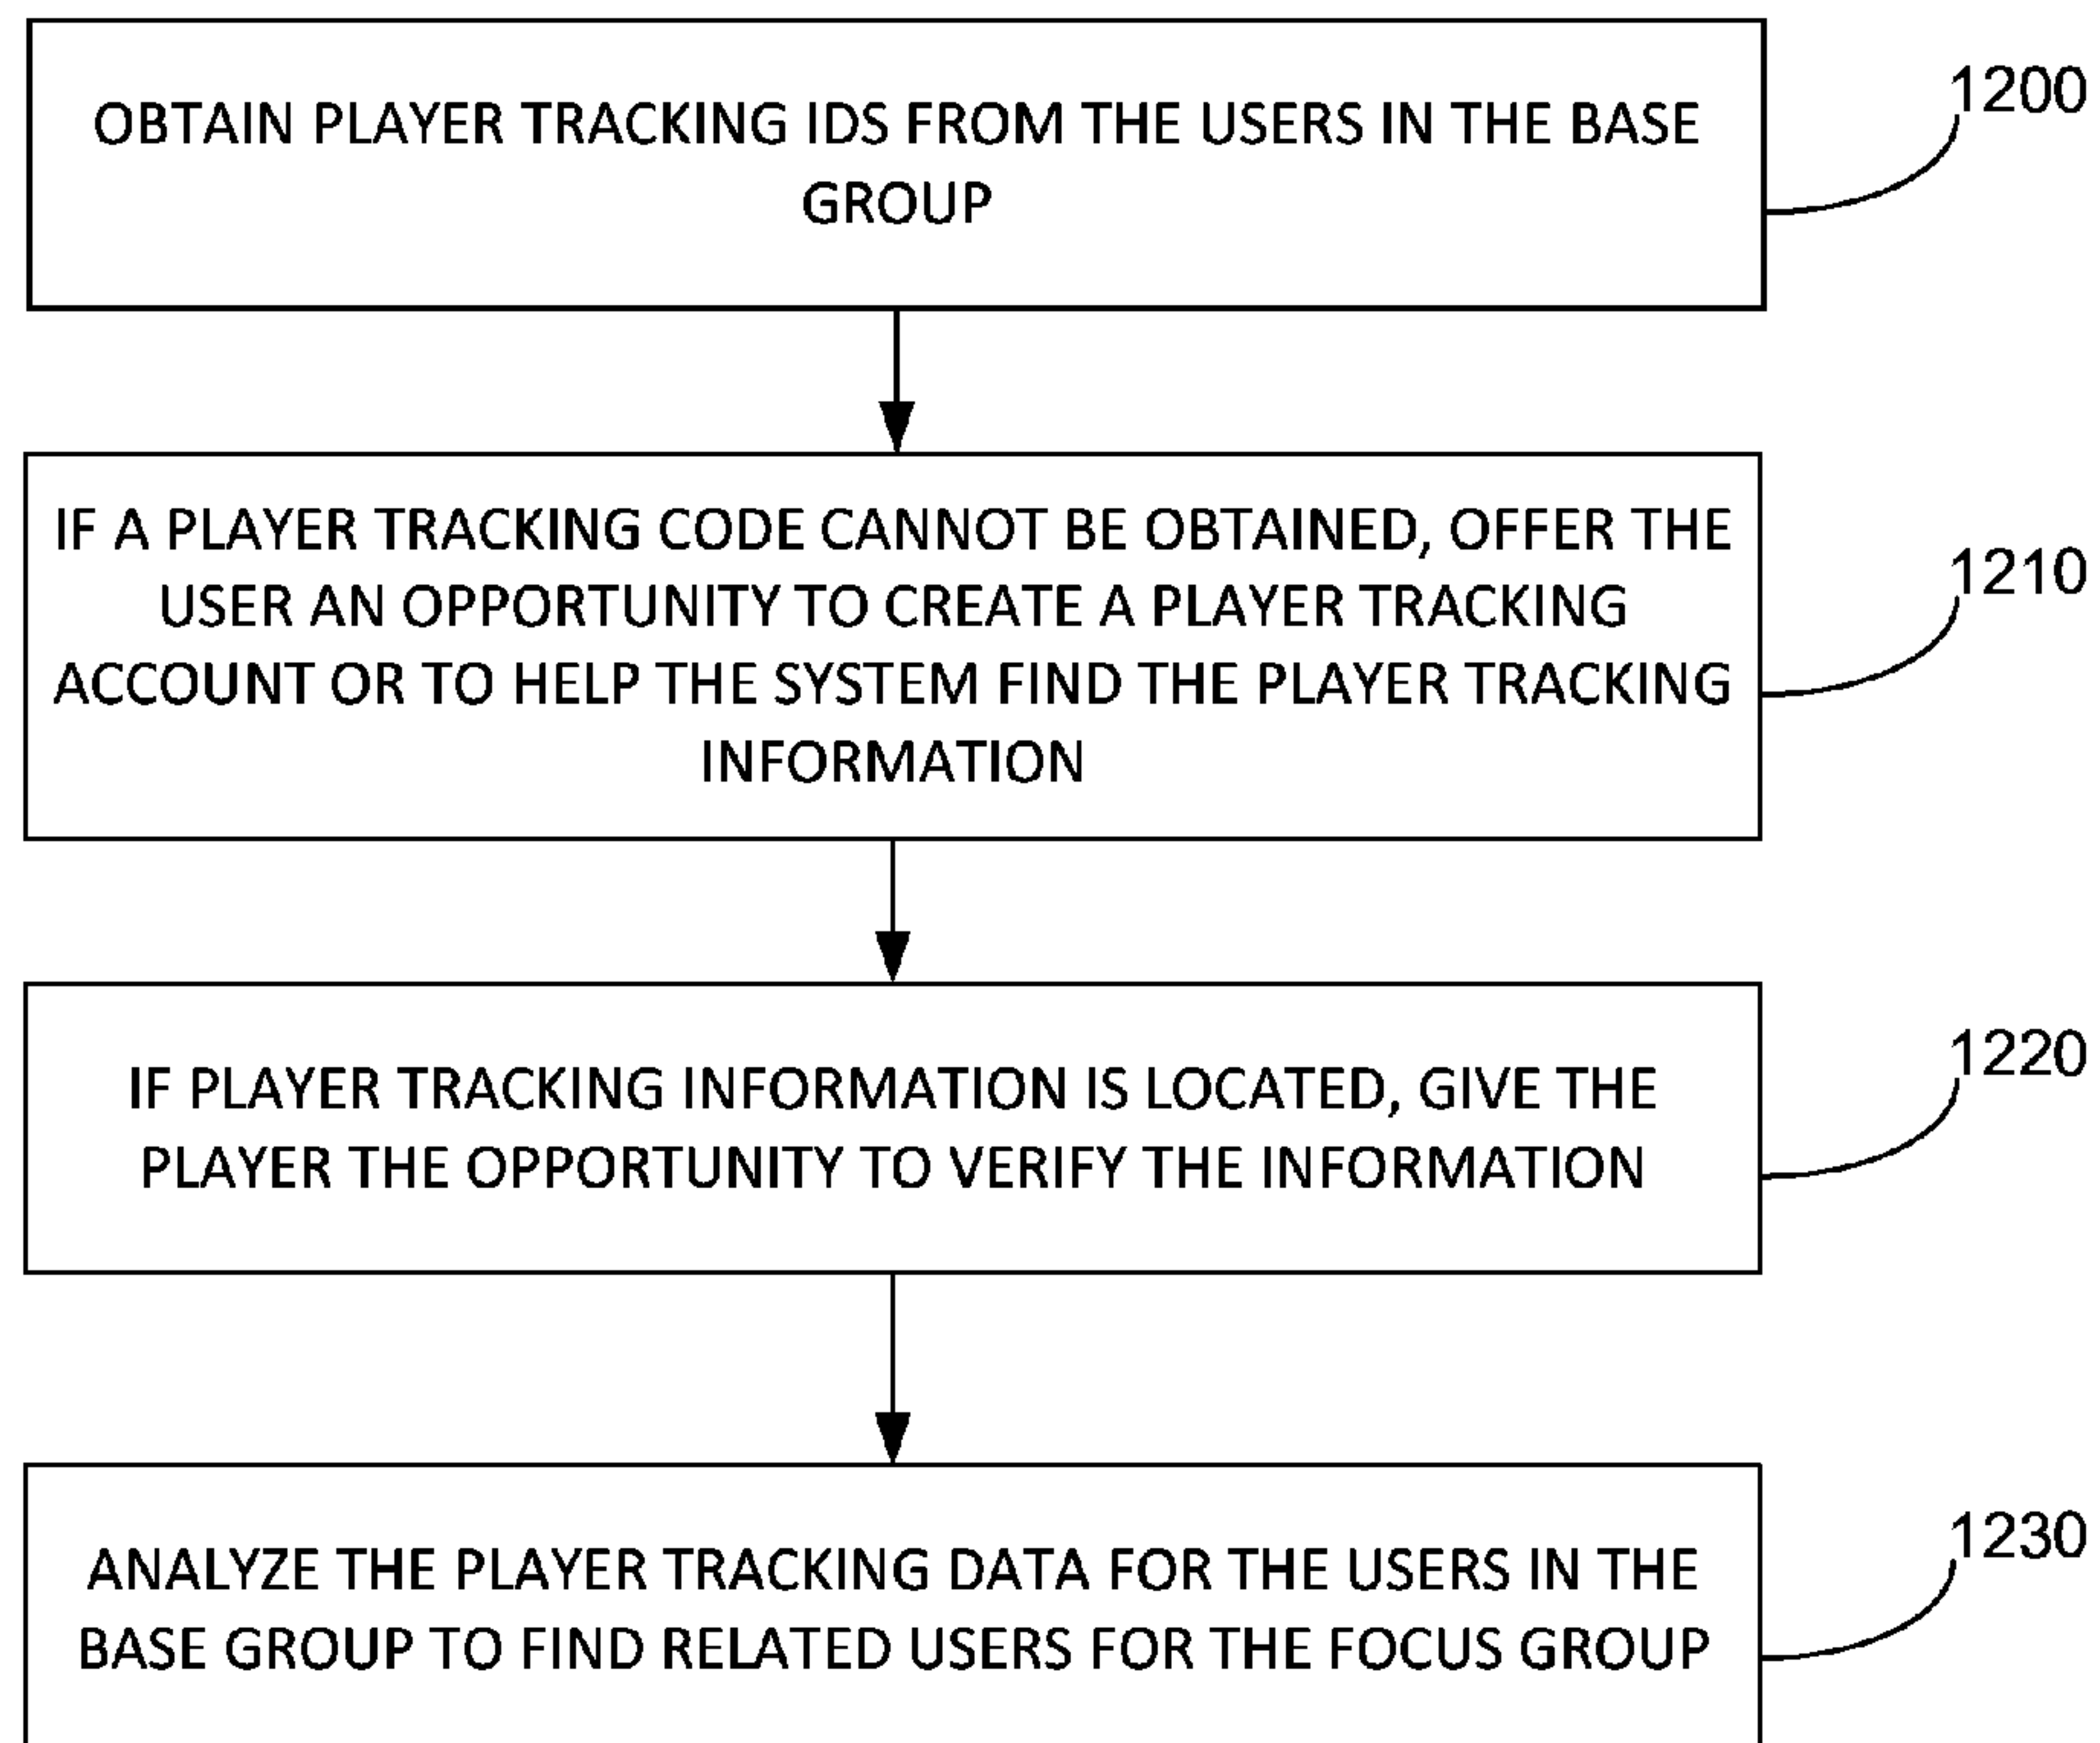 OBTAIN PLAYER TRACKING IDS FROM THE USERS IN THE BASE
GROUP
1200
IF A PLAYER TRACKING CODE CANNOT BE OBTAINED, OFFER THE
USER AN OPPORTUNITY TO CREATE A PLAYER TRACKING
ACCOUNT OR TO HELP THE SYSTEM FIND THE PLAYER TRACKING
INFORMATION
1210
IF PLAYER TRACKING INFORMATION IS LOCATED, GIVE THE
PLAYER THE OPPORTUNITY TO VERIFY THE INFORMATION
1220
ANALYZE THE PLAYER TRACKING DATA FOR THE USERS IN THE
BASE GROUP TO FIND RELATED USERS FOR THE FOCUS GROUP
1230